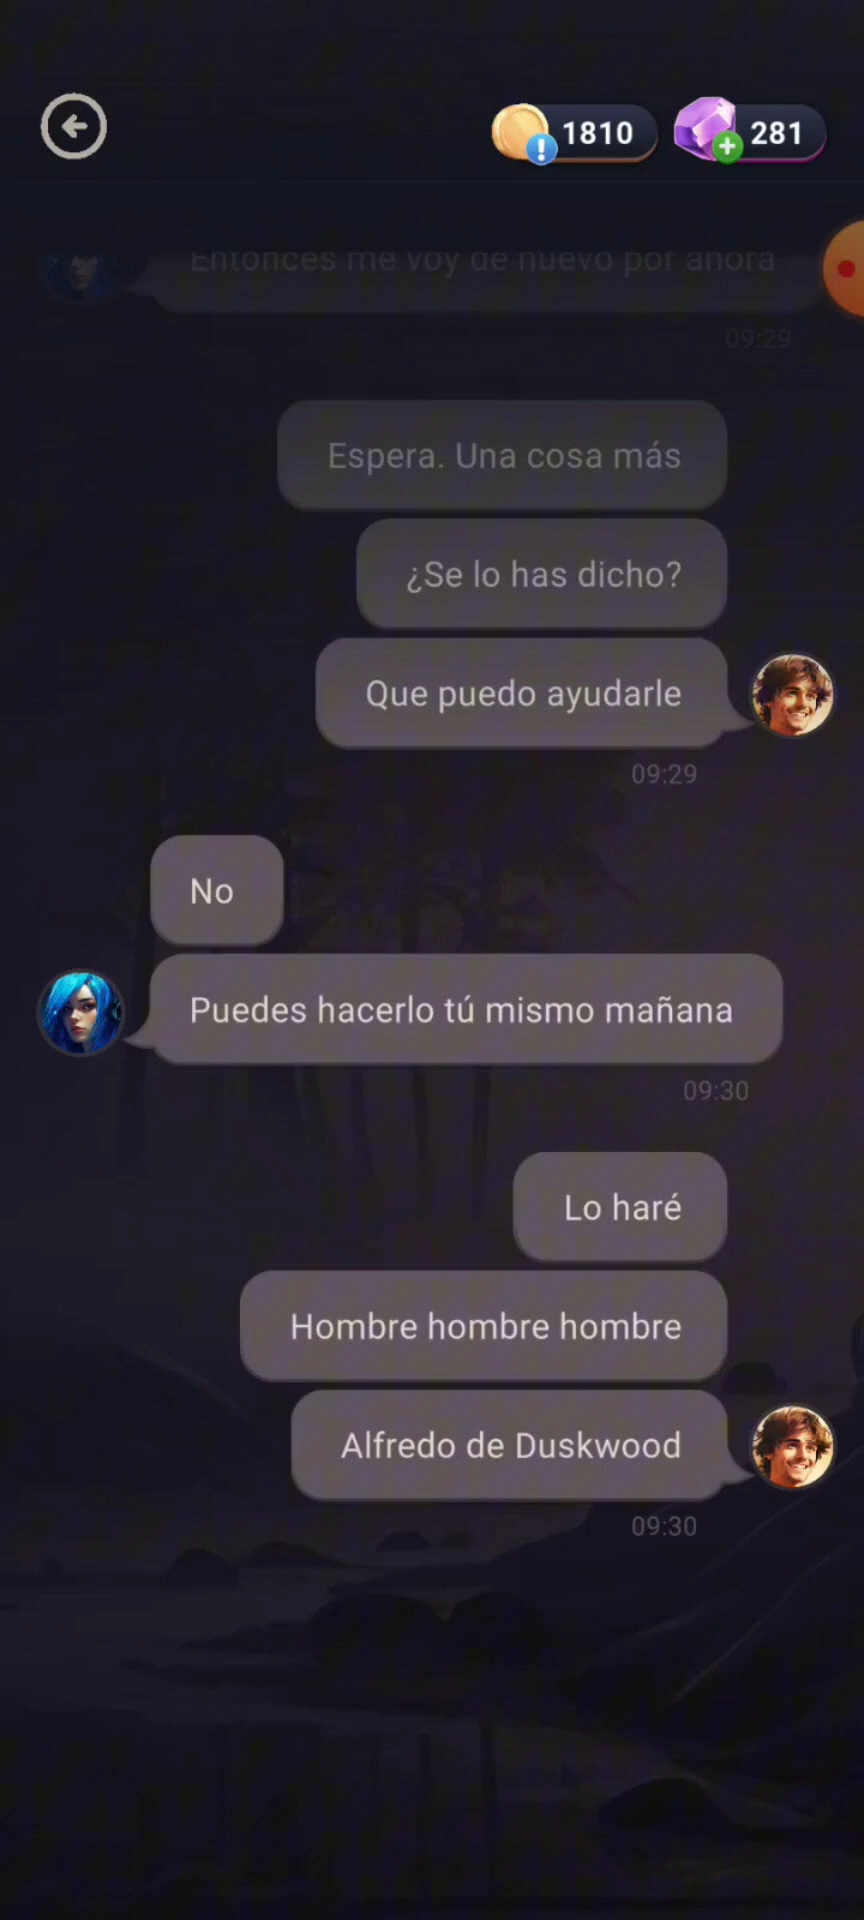 1810
281
Entonces me voy de nuevo por ahora
09:29
Espera. Una cosa más
¿Se lo has dicho?
Que puedo ayudarle
09:29
No
Puedes hacerlo tú mismo mañana
09:30
Lo haré
Hombre hombre hombre
Alfredo de Duskwood
09:30